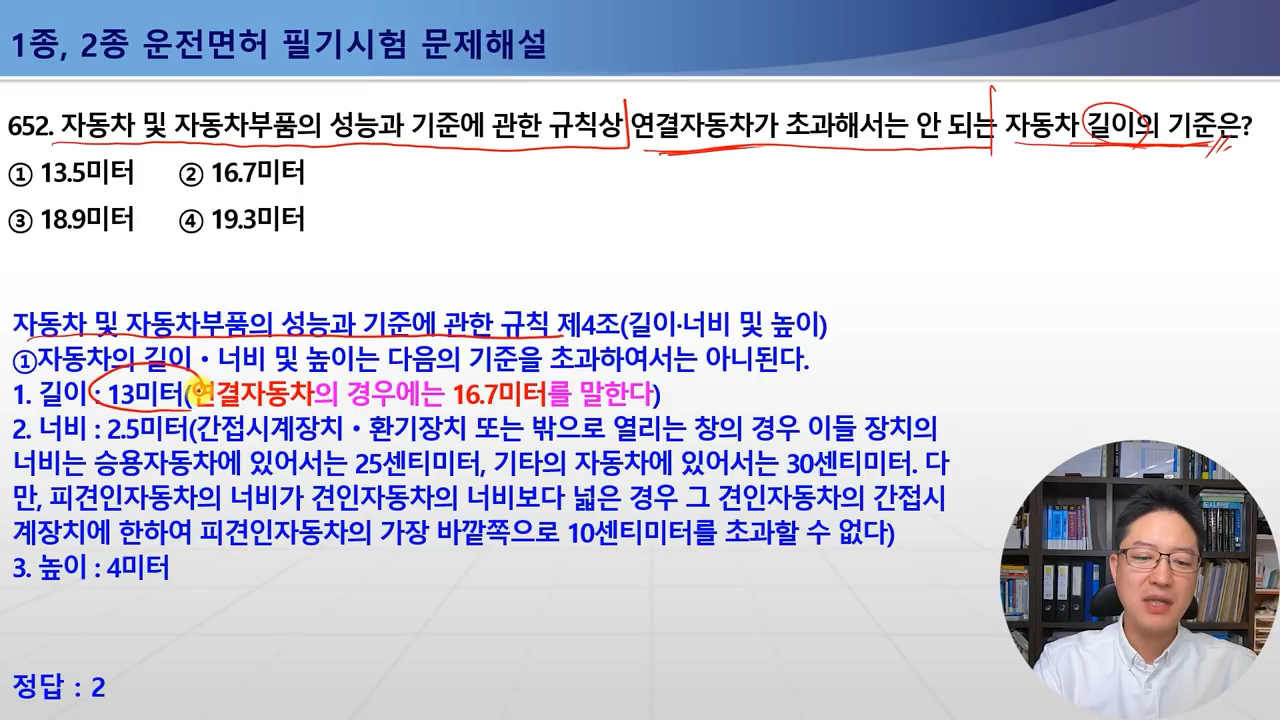 1종, 2종 운전면허 필기시험 문제해설
652. 자동차 및 자동차부품의 성능과 기준에 관한 규칙상 연결자동차가 초과해서는 안 되는 자동차 길이의 기준은?
① 13.5미터 ② 16.7미터
③ 18.9미터 ④ 19.3미터
자동차 및 자동차부품의 성능과 기준에 관한 규칙 제4조(길이·너비 및 높이)
①자동차의 길이·너비 및 높이는 다음의 기준을 초과하여서는 아니된다.
1. 길이 : 13미터(연결자동차의 경우에는 16.7미터를 말한다)
2. 너비 : 2.5미터(간접시계장치·환기장치 또는 밖으로 열리는 창의 경우 이들 장치의
너비는 승용자동차에 있어서는 25센티미터, 기타의 자동차에 있어서는 30센티미터. 다
만, 피견인자동차의 너비가 견인자동차의 너비보다 넓은 경우 그 견인자동차의 간접시
계장치에 한하여 피견인자동차의 가장 바깥쪽으로 10센티미터를 초과할 수 없다)
3. 높이 : 4미터
정답 : 2